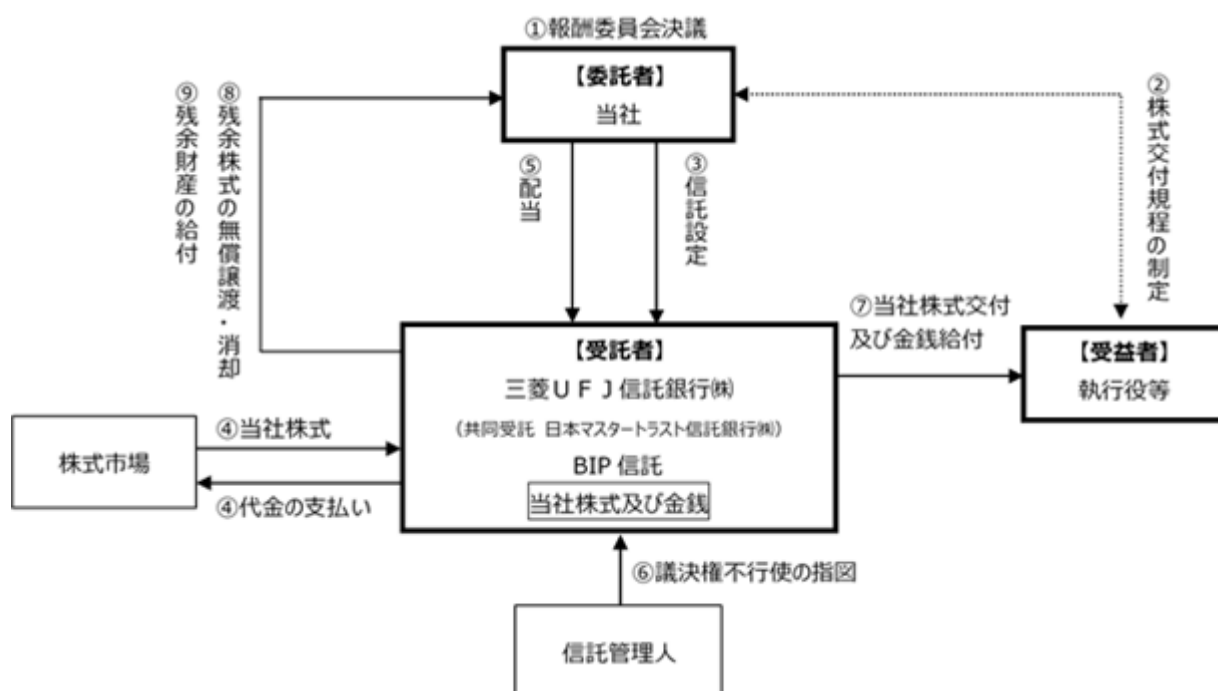 ①報酬委員会決議
【委託者】
当社
⑨残余財産の給付
⑧残余株式の無償譲渡・消却
⑤配当
③信託設定
②株式交付規程の制定
⑦当社株式交付
及び金銭給付
【受益者】
執行役等
【受託者】
三菱UFJ信託銀行㈱
(共同受託 日本マスタートラスト信託銀行㈱)
BIP信託
当社株式及び金銭
株式市場
④当社株式
④代金の支払い
⑥議決権不行使の指図
信託管理人